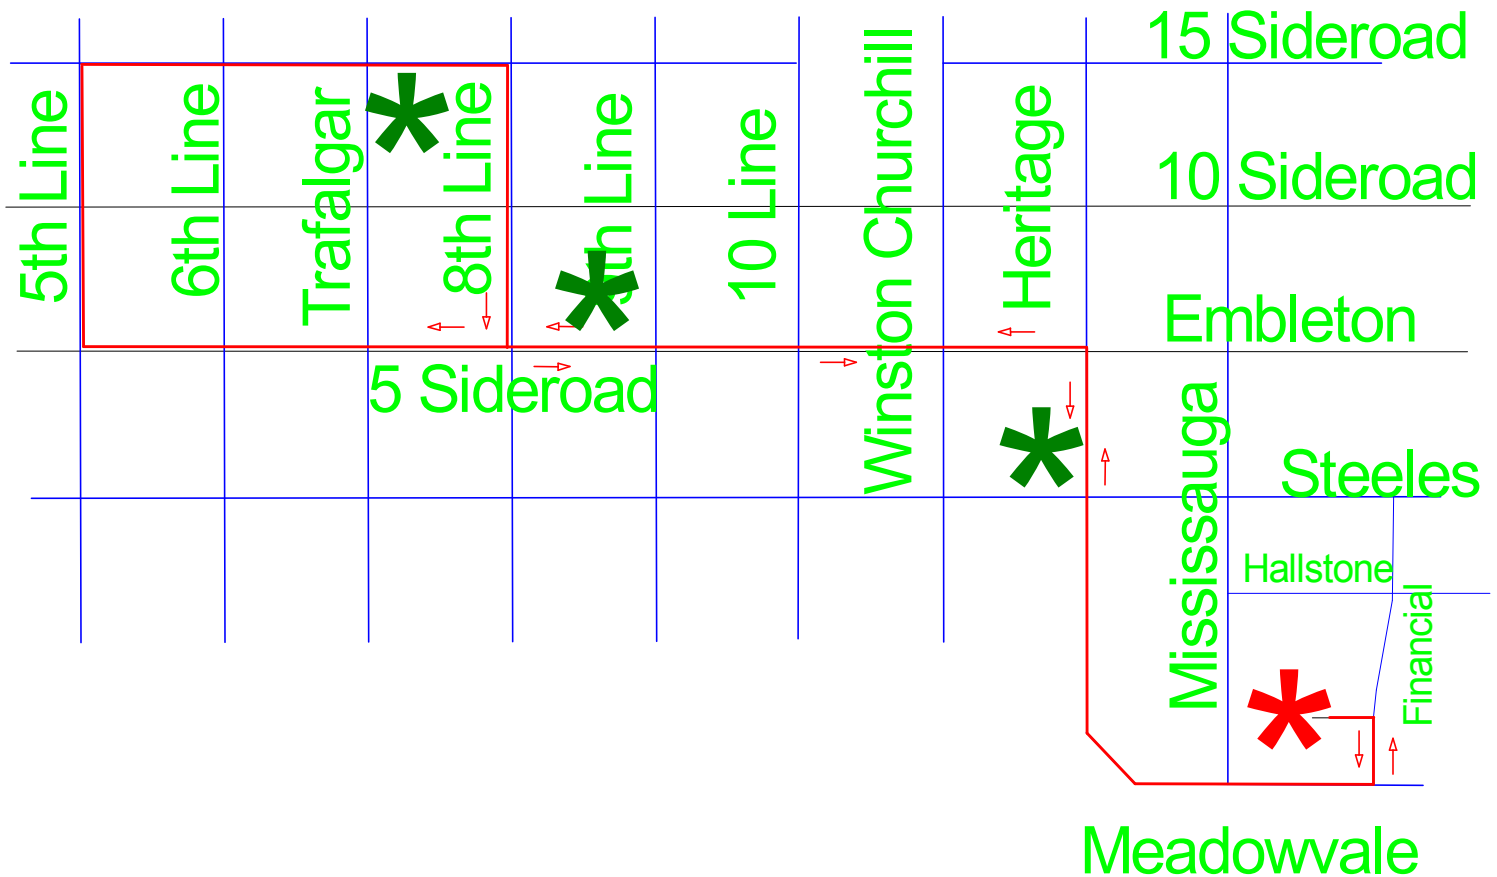 15 Sideroad
10 Sideroad
5th Line
6th Line
Trafalgar
8th Line
Line
10 Line
Winston Churchill
Heritage
Embleton
5 Sideroad
Mississauga
Steeles
Hallstone
Financial
Meadowvale